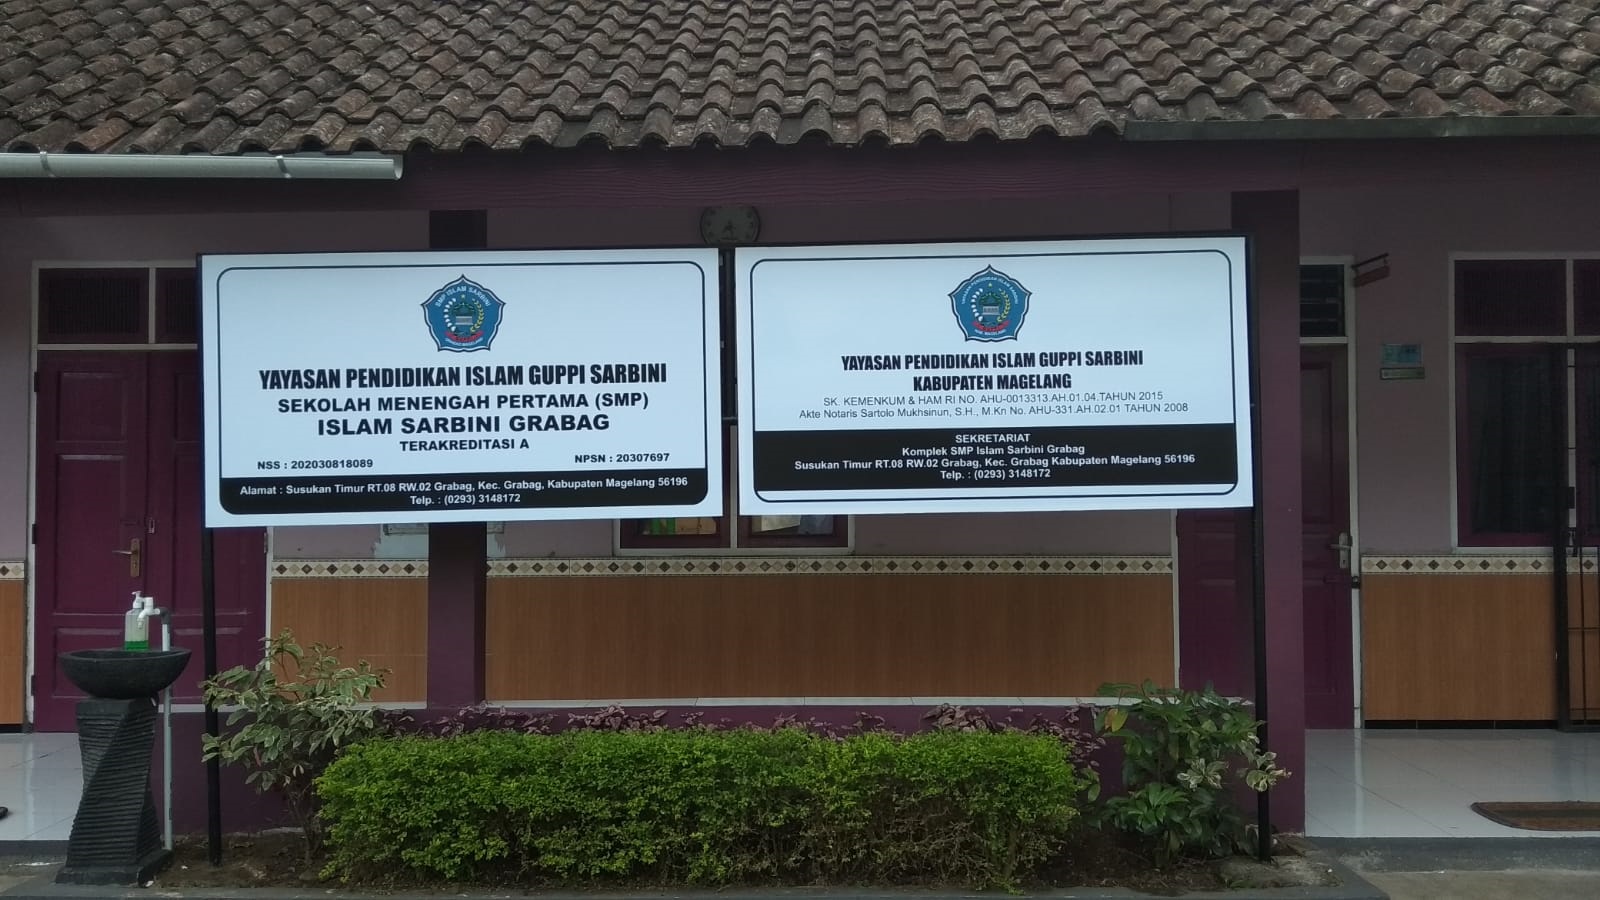 SMP ISLAM SARBINI
YAYASAN PENDIDIKAN ISLAM GUPPI SARBINI
SEKOLAH MENENGAH PERTAMA (SMP)
ISLAM SARBINI GRABAG
TERAKREDITASI A
NSS : 202030818089
NPSN : 20307697
Alamat : Susukan Timur RT.08 RW.02 Grabag, Kec. Grabag, Kabupaten Magelang 56196
Telp. : (0293) 3148172
YAYASAN PENDIDIKAN ISLAM GUPPI SARBINI
KABUPATEN MAGELANG
SK. KEMENKUM & HAM RI NO. AHU-0013313.AH.01.04.TAHUN 2015
Akte Notaris Sartolo Mukhsinun, S.H., M.Kn No. AHU-331.AH.02.01 TAHUN 2008
SEKRETARIAT
Komplek SMP Islam Sarbini Grabag
Susukan Timur RT.08 RW.02 Grabag, Kec. Grabag Kabupaten Magelang 56196
Telp. : (0293) 3148172